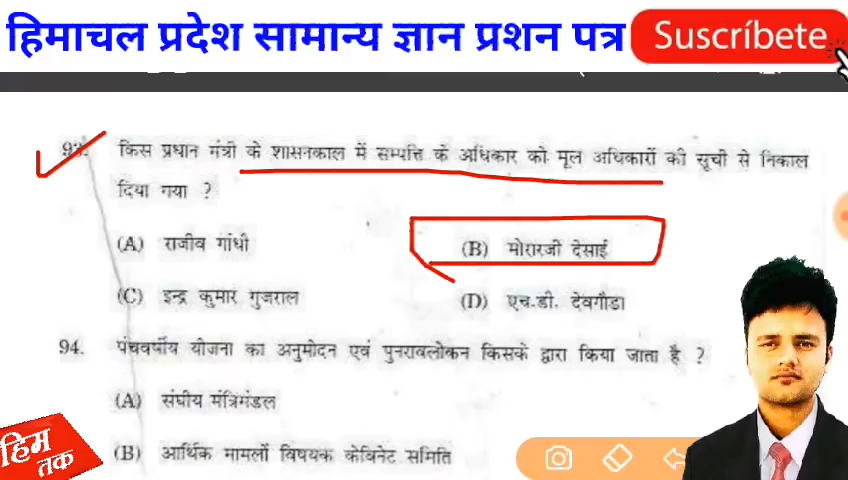 हिमाचल प्रदेश सामान्य ज्ञान प्रशन पत्र
Suscríbete
93. किस प्रधान मंत्री के शासनकाल में सम्पत्ति के अधिकार को मूल अधिकारों की सूची से निकाल
दिया गया ?
(A) राजीव गांधी
(B) मोरारजी देसाई
(C) इन्द्र कुमार गुजराल
(D) एच.डी. देवगौडा
94. पंचवर्षीय योजना का अनुमोदन एवं पुनरावलोकन किसके द्वारा किया जाता है ?
(A) संघीय मंत्रिमंडल
(B) आर्थिक मामलों विषयक केबिनेट समिति
हिम
तक